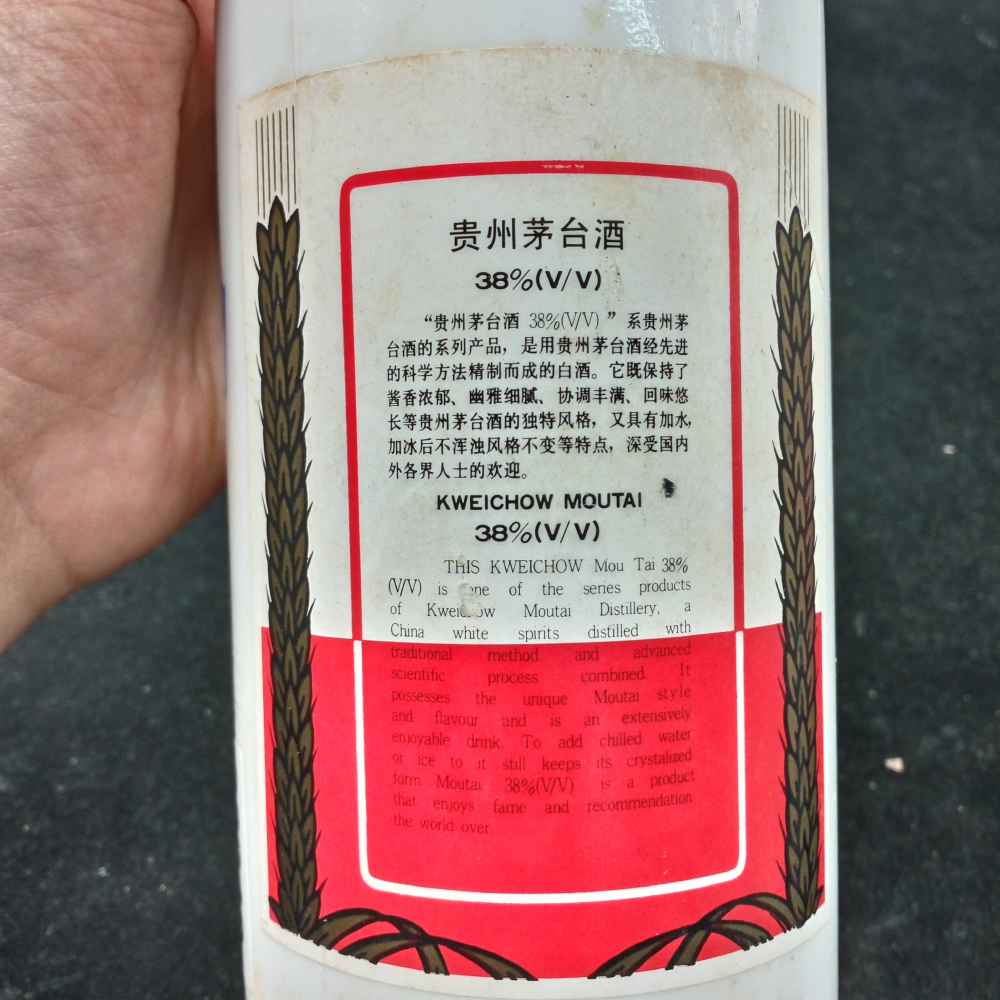 贵州茅台酒
38%(V/V)
“贵州茅台酒 38%(V/V)”系贵州茅
台酒的系列产品，是用贵州茅台酒经先进
的科学方法精制而成的白酒。它既保持了
酱香浓郁、幽雅细腻、协调丰满、回味悠
长等贵州茅台酒的独特风格，又具有加水，
加冰后不浑浊风格不变等特点，深受国内
外各界人士的欢迎。
KWEICHOW MOUTAI
38%(V/V)
THIS KWEICHOW Mou Tai 38%
(V/V) is one of the series products
of Kweichow Moutai Distillery, a
China white spirits distilled with
traditional method and advanced
scientific process combined. It
possesses the unique Moutai style
and flavour and is an extensively
enjoyable drink. To add chilled water
or ice to it still keeps its crystalized
form Moutai 38%(V/V) is a product
that enjoys fame and recommendation
the world over.